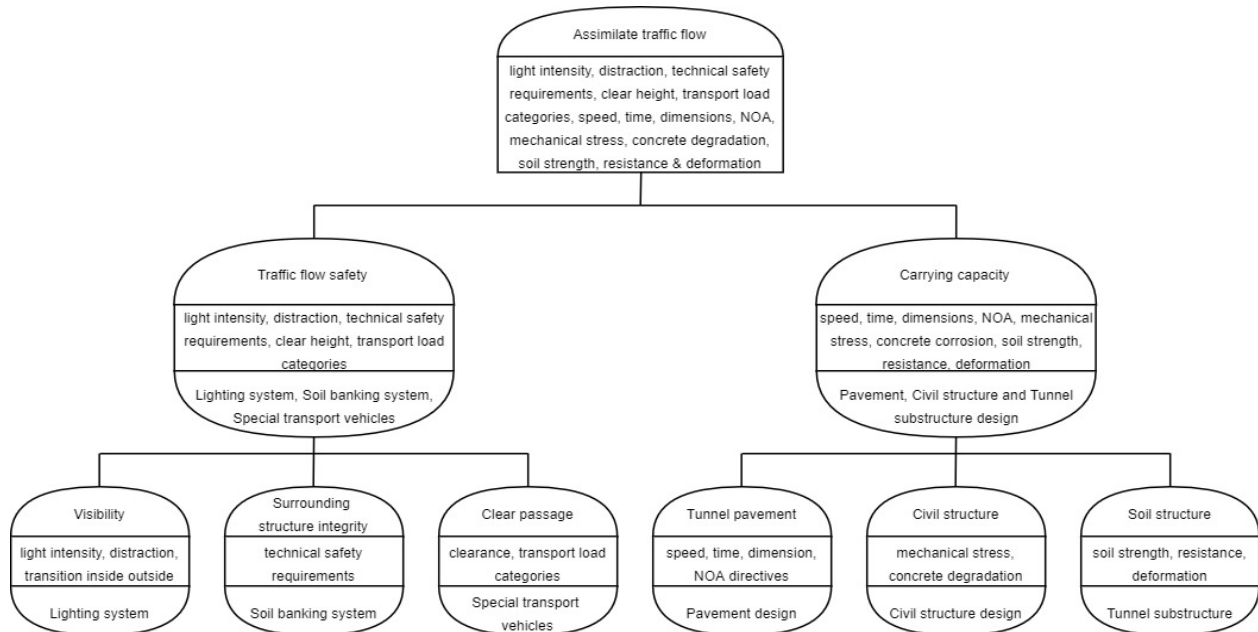 Assimilate traffic flow
light intensity, distraction, technical safety
requirements, clear height, transport load
categories, speed, time, dimensions, NOA,
mechanical stress, concrete degradation,
soil strength, resistance & deformation
Traffic flow safety
light intensity, distraction, technical safety
requirements, clear height, transport load
categories
Lighting system, Soil banking system,
Special transport vehicles
Carrying capacity
speed, time, dimensions, NOA, mechanical
stress, concrete corrosion, soil strength,
resistance, deformation
Pavement, Civil structure and Tunnel
substructure design
Visibility
light intensity, distraction,
transition inside outside
Lighting system
Surrounding
structure integrity
technical safety
requirements
Soil banking system
Clear passage
clearance, transport load
categories
Special transport
vehicles
Tunnel pavement
speed, time, dimension,
NOA directives
Pavement design
Civil structure
mechanical stress,
concrete degradation
Civil structure design
Soil structure
soil strength, resistance,
deformation
Tunnel substructure